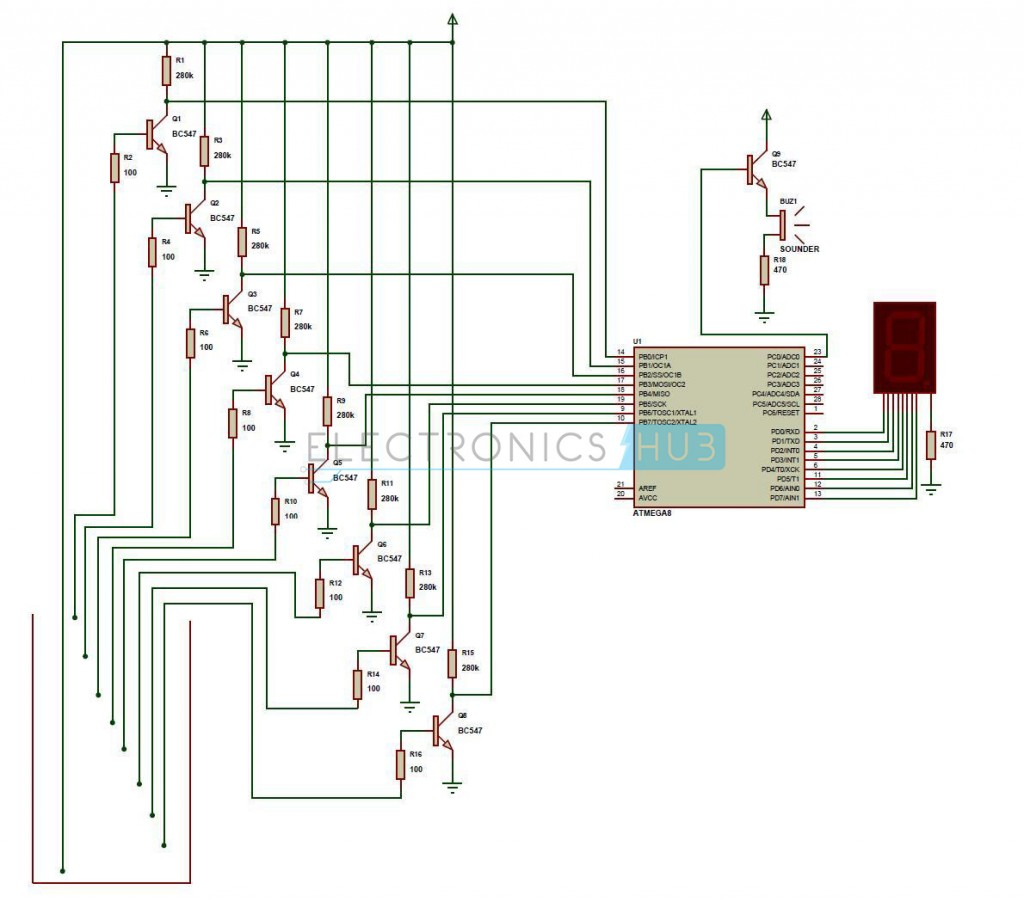 R1
280k
Q1
BC547
R2
100
R3
280k
Q2
BC547
R4
100
R5
280k
Q3
BC547
R6
100
R7
280k
Q4
BC547
R8
100
R9
280k
Q5
BC547
R10
100
R11
280k
Q6
BC547
R12
100
R13
280k
Q7
BC547
R14
100
R15
280k
Q8
BC547
R16
100
Q9
BC547
BUZ1
SOUNDER
R18
470
U1
14 PB0/ICP1
15 PB1/OC1A
16 PB2/SS/OC1B
17 PB3/MOSI/OC2
18 PB4/MISO
19 PB5/SCK
9 PB6/TOSC1/XTAL1
10 PB7/TOSC2/XTAL2
21 AREF
20 AVCC
PC0/ADC0 23
PC1/ADC1 24
PC2/ADC2 25
PC3/ADC3 26
PC4/ADC4/SDA 27
PC5/ADC5/SCL 28
PC6/RESET 1
PD0/RXD 2
PD1/TXD 3
PD2/INT0 4
PD3/INT1 5
PD4/T0/XCK 6
PD5/T1 11
PD6/AIN0 12
PD7/AIN1 13
ATMEGA8
R17
470
ELECTRONICS HUB